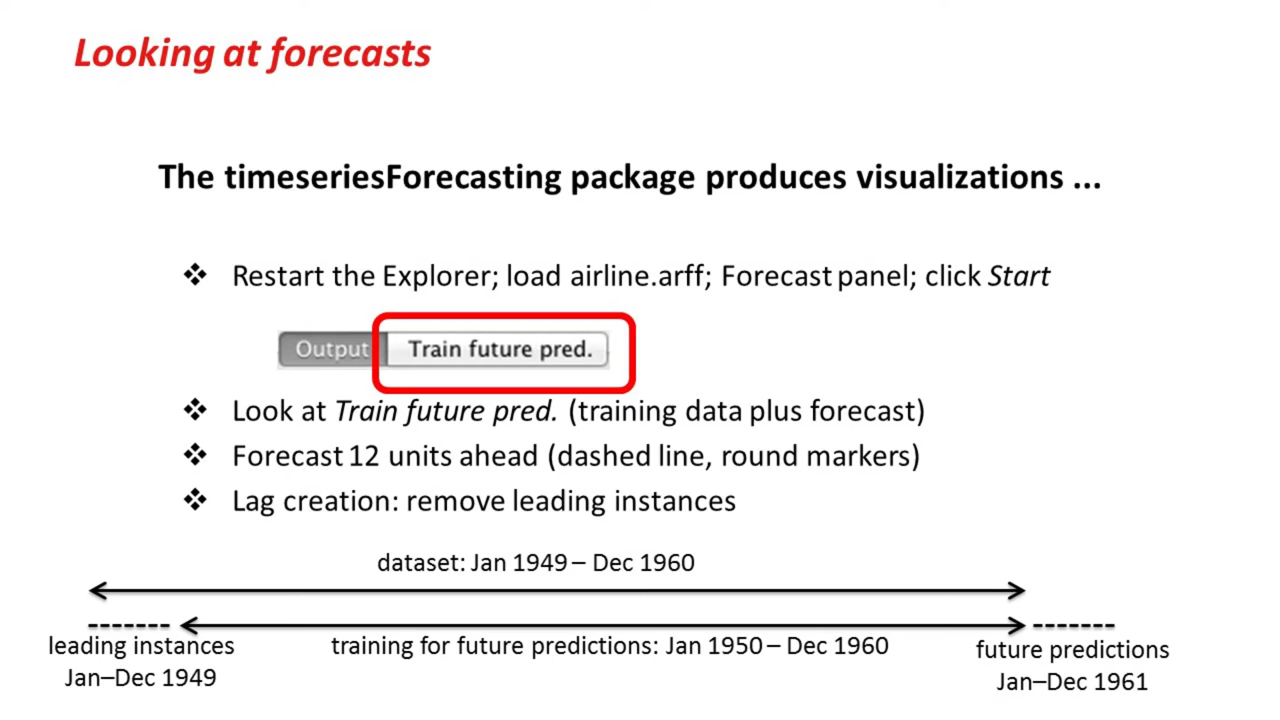 Looking at forecasts
The timeseriesForecasting package produces visualizations ...
❖ Restart the Explorer; load airline.arff; Forecast panel; click Start
Output Train future pred.
❖ Look at Train future pred. (training data plus forecast)
❖ Forecast 12 units ahead (dashed line, round markers)
❖ Lag creation: remove leading instances
dataset: Jan 1949 – Dec 1960
leading instances
Jan–Dec 1949
training for future predictions: Jan 1950 – Dec 1960
future predictions
Jan–Dec 1961